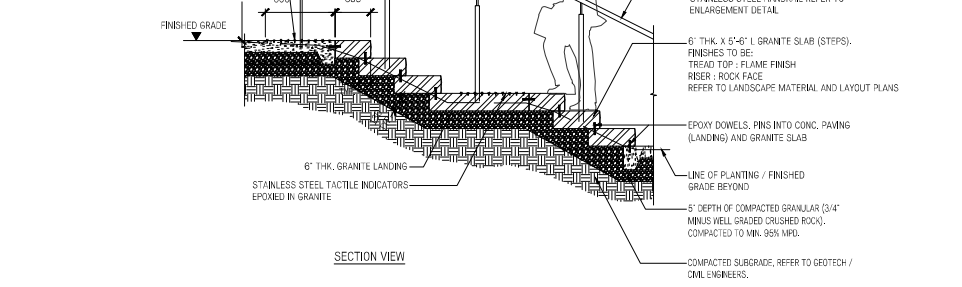 ENLARGEMENT DETAIL
FINISHED GRADE
6" THK. X 5'-6" L GRANITE SLAB (STEPS).
FINISHES TO BE:
TREAD TOP : FLAME FINISH
RISER : ROCK FACE
REFER TO LANDSCAPE MATERIAL AND LAYOUT PLANS
EPOXY DOWELS, PINS INTO CONC. PAVING
(LANDING) AND GRANITE SLAB
6" THK. GRANITE LANDING
STAINLESS STEEL TACTILE INDICATORS
EPOXIED IN GRANITE
LINE OF PLANTING / FINISHED
GRADE BEYOND
5" DEPTH OF COMPACTED GRANULAR (3/4"
MINUS WELL GRADED CRUSHED ROCK).
COMPACTED TO MIN. 95% MPD.
SECTION VIEW
COMPACTED SUBGRADE, REFER TO GEOTECH /
CIVIL ENGINEERS.